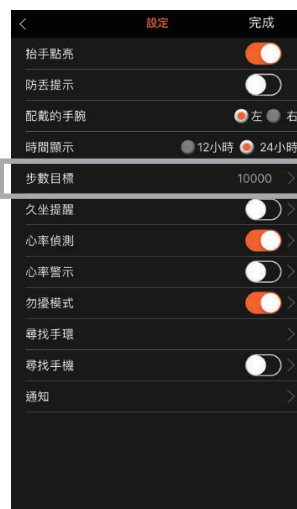 設定 完成
抬手點亮
防丟提示
配戴的手腕 左 右
時間顯示 12小時 24小時
步數目標 10000
久坐提醒
心率偵測
心率警示
勿擾模式
尋找手環
尋找手機
通知